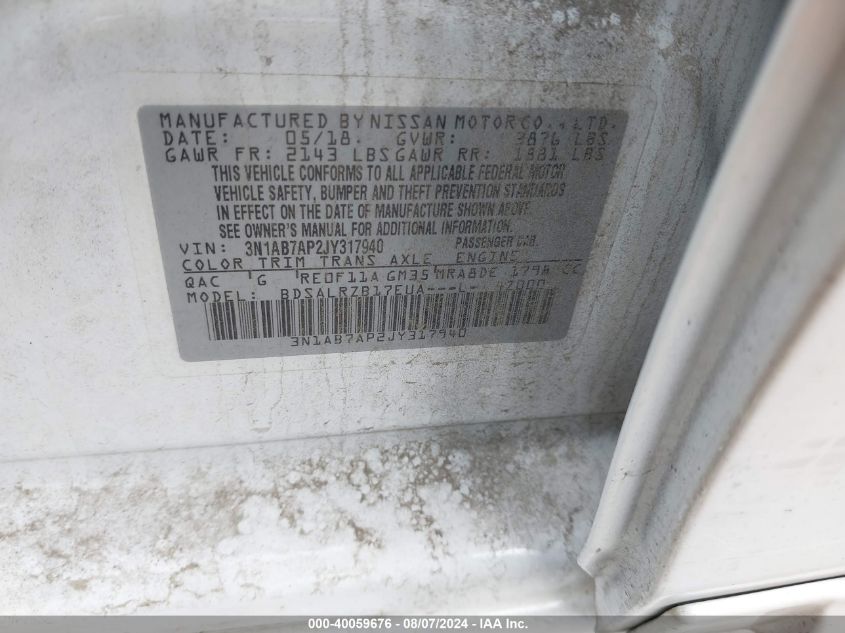 MANUFACTURED BY NISSAN MOTOR CO., LTD.
DATE: 05/18. GVWR: 3876 LBS
GAWR FR: 2143 LBS GAWR RR: 1881 LBS
THIS VEHICLE CONFORMS TO ALL APPLICABLE FEDERAL MOTOR
VEHICLE SAFETY, BUMPER AND THEFT PREVENTION STANDARDS
IN EFFECT ON THE DATE OF MANUFACTURE SHOWN ABOVE.
SEE OWNER'S MANUAL FOR ADDITIONAL INFORMATION.
VIN: 3N1AB7AP2JY317940 PASSENGER CAR
COLOR TRIM TRANS AXLE ENGINE
QAC 'G RE0F11A GM35 MRA8DE 1798 CC
MODEL: BDSALRZB17EUA---L-
3N1AB7AP2JY317940
000-40059676 — 08/07/2024 — IAA Inc.